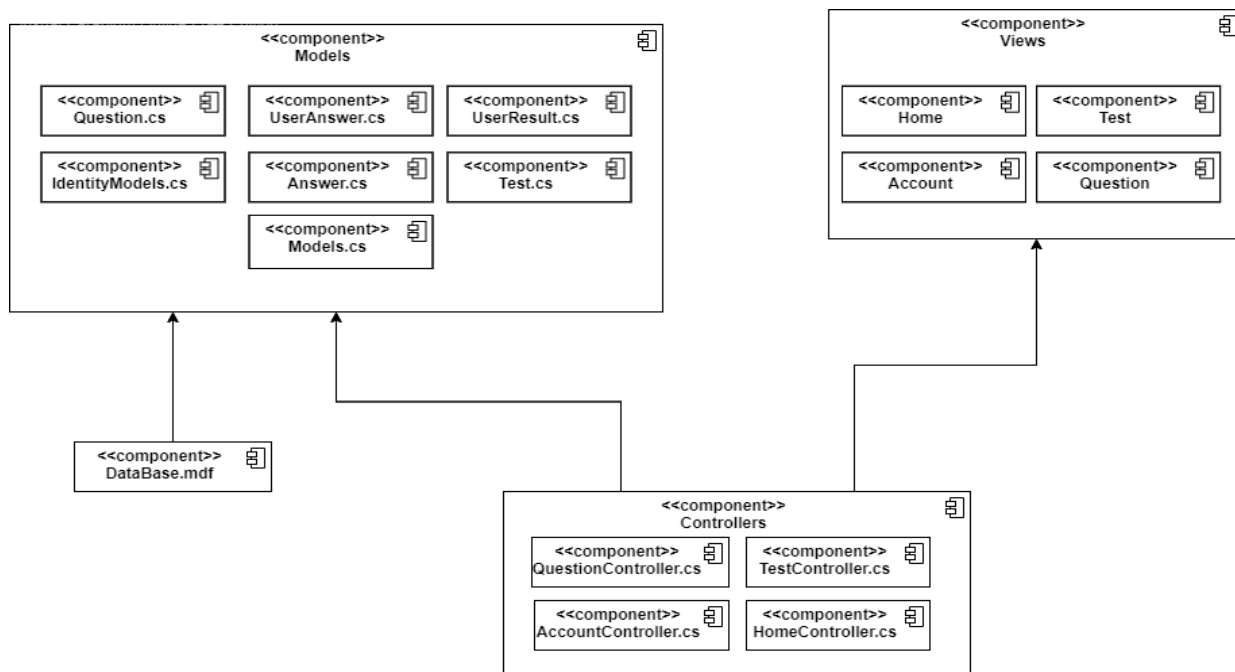 <<component>>
Models
<<component>>
Question.cs
<<component>>
UserAnswer.cs
<<component>>
UserResult.cs
<<component>>
IdentityModels.cs
<<component>>
Answer.cs
<<component>>
Test.cs
<<component>>
Models.cs
<<component>>
Views
<<component>>
Home
<<component>>
Test
<<component>>
Account
<<component>>
Question
<<component>>
DataBase.mdf
<<component>>
Controllers
<<component>>
QuestionController.cs
<<component>>
TestController.cs
<<component>>
AccountController.cs
<<component>>
HomeController.cs